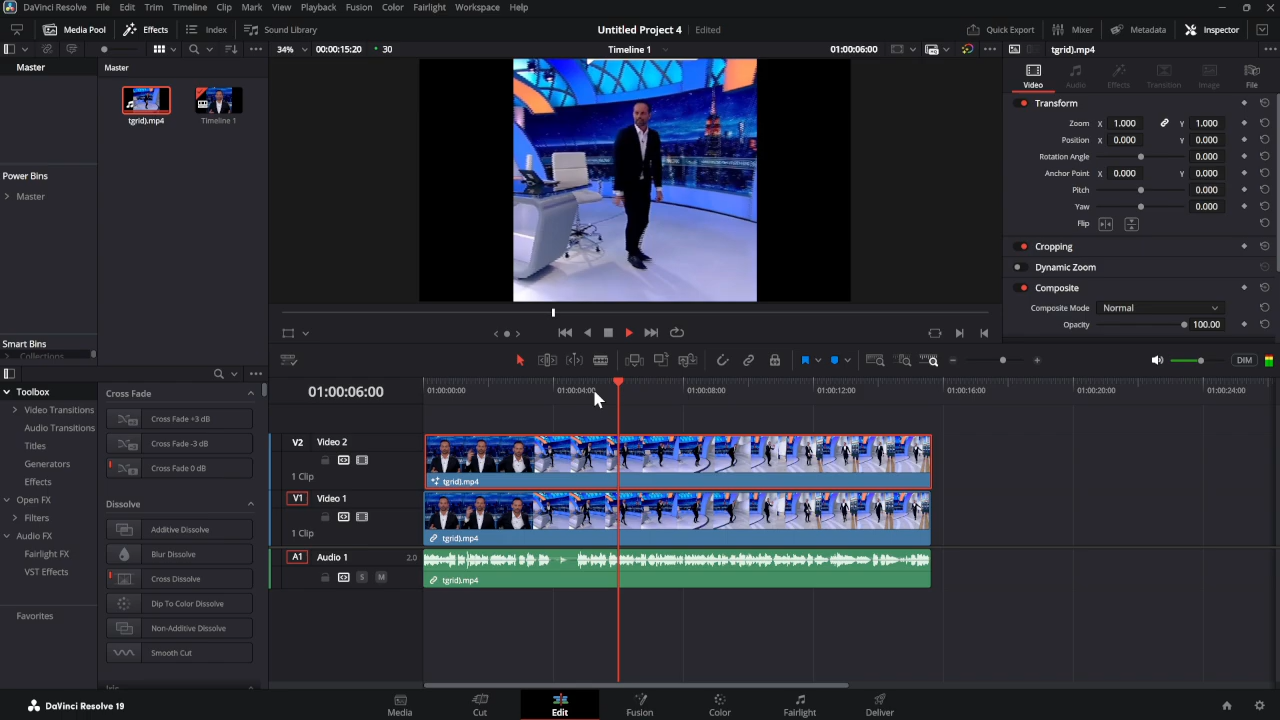 DaVinci Resolve File Edit Trim Timeline Clip Mark View Playback Fusion Color Fairlight Workspace Help
Media Pool Effects Index Sound Library Untitled Project 4 Edited Quick Export Mixer Metadata Inspector
34% 00:00:15:20 30 Timeline 1 01:00:06:00 tgrid).mp4
Master Master
tgrid).mp4 Timeline 1
Power Bins
Master
Smart Bins
Collections
Video Audio Effects Transition Image File
Transform
Zoom X 1.000 Y 1.000
Position X 0.000 Y 0.000
Rotation Angle 0.000
Anchor Point X 0.000 Y 0.000
Pitch 0.000
Yaw 0.000
Flip
Cropping
Dynamic Zoom
Composite
Composite Mode Normal
Opacity 100.00
DIM
Toolbox
Video Transitions
Audio Transitions
Titles
Generators
Effects
Open FX
Filters
Audio FX
Fairlight FX
VST Effects
Favorites
Cross Fade
Cross Fade +3 dB
Cross Fade -3 dB
Cross Fade 0 dB
Dissolve
Additive Dissolve
Blur Dissolve
Cross Dissolve
Dip To Color Dissolve
Non-Additive Dissolve
Smooth Cut
Iris
01:00:06:00 01:00:00:00 01:00:04:00 01:00:08:00 01:00:12:00 01:00:16:00 01:00:20:00 01:00:24:00
V2 Video 2
1 Clip tgrid).mp4
V1 Video 1
1 Clip tgrid).mp4
A1 Audio 1 2.0
S M tgrid).mp4
DaVinci Resolve 19 Media Cut Edit Fusion Color Fairlight Deliver